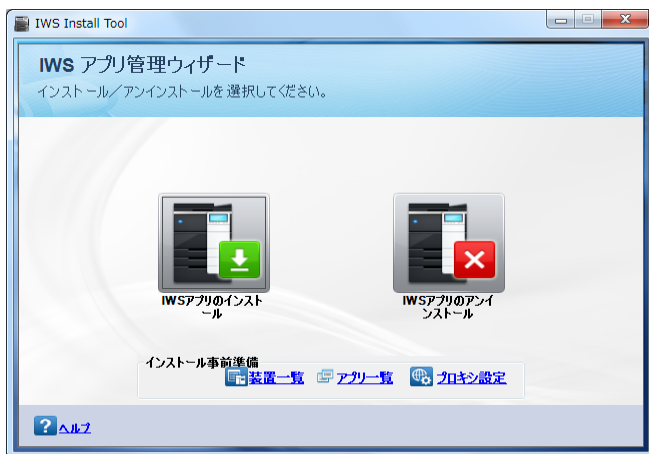 IWS Install Tool
IWS アプリ管理ウィザード
インストール／アンインストールを選択してください。
IWSアプリのインスト
ール
IWSアプリのアンイ
ンストール
インストール事前準備
装置一覧 アプリ一覧 プロキシ設定
ヘルプ